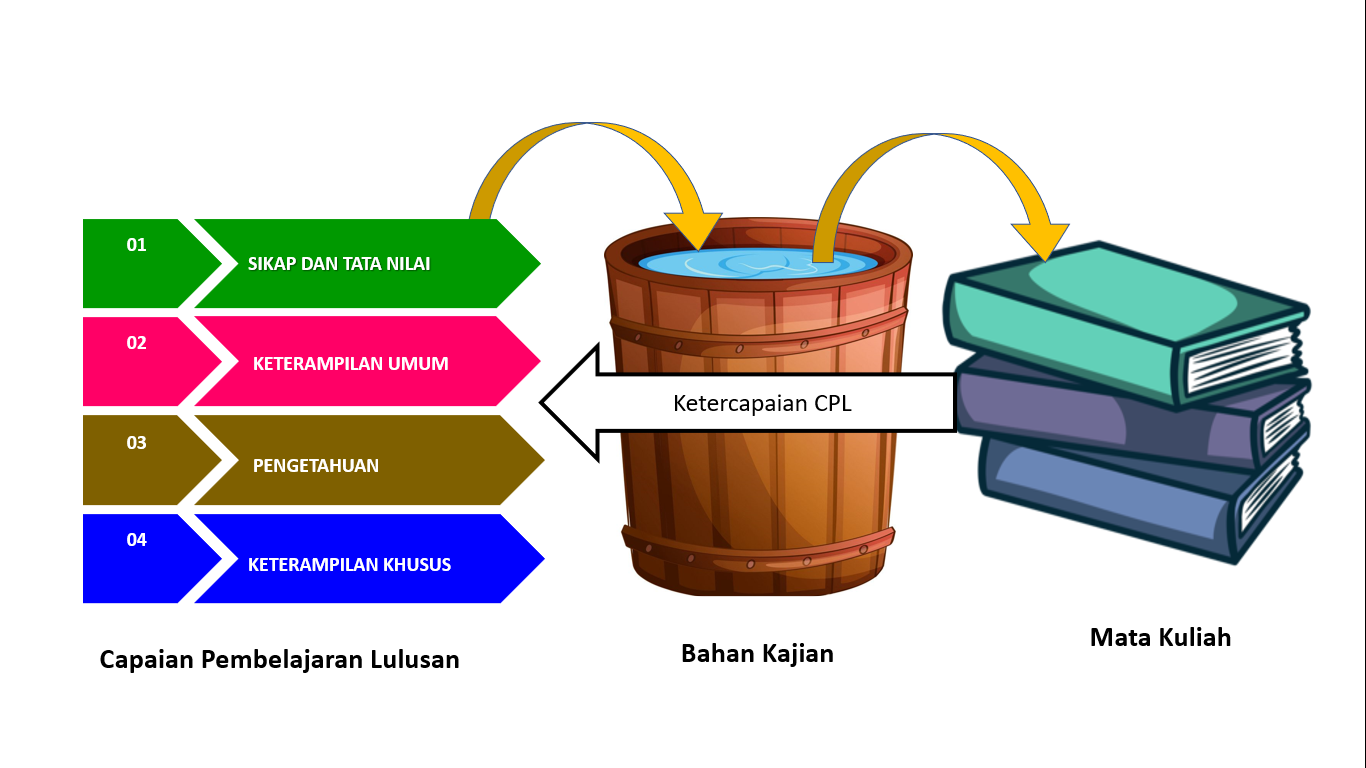 01
SIKAP DAN TATA NILAI
02
KETERAMPILAN UMUM
03
PENGETAHUAN
04
KETERAMPILAN KHUSUS
Ketercapaian CPL
Capaian Pembelajaran Lulusan
Bahan Kajian
Mata Kuliah